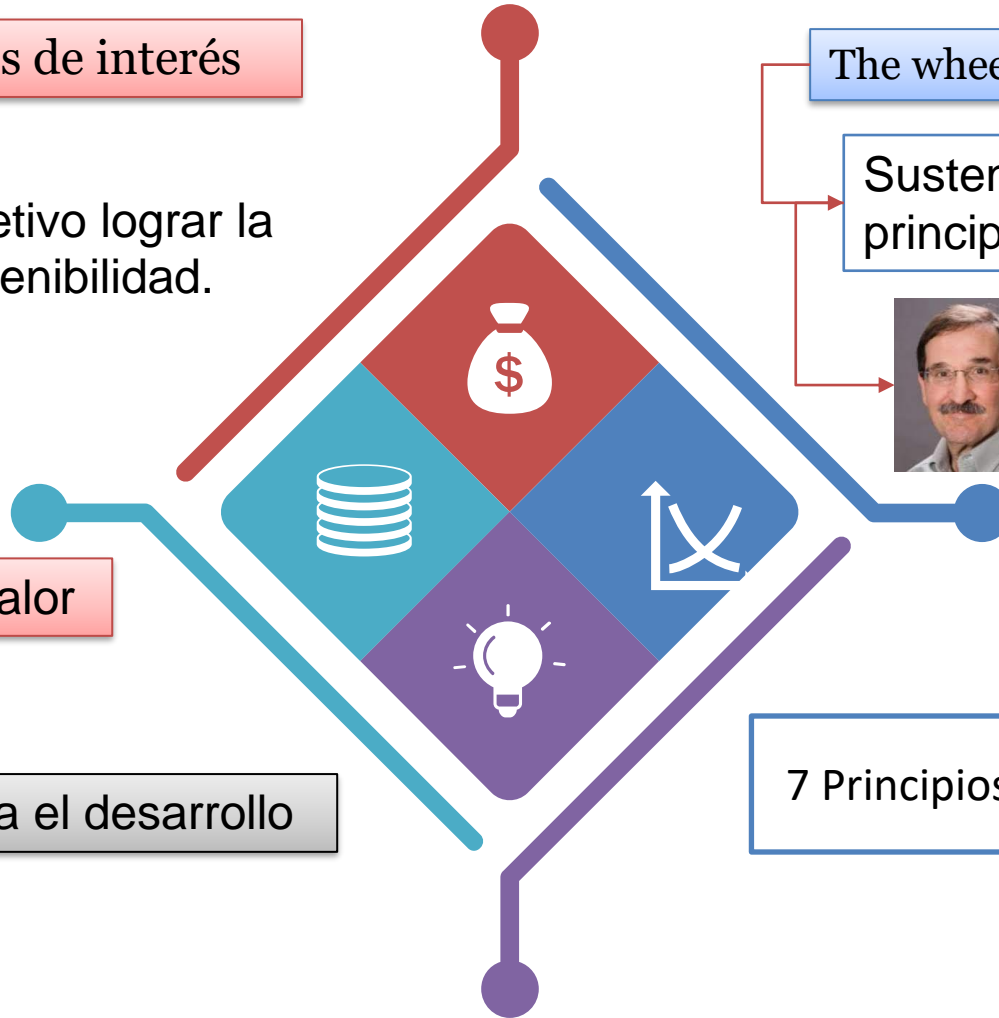 s de interés
The whee
etivo lograr la
enibilidad.
Susten
princip
$
alor
a el desarrollo
7 Principios